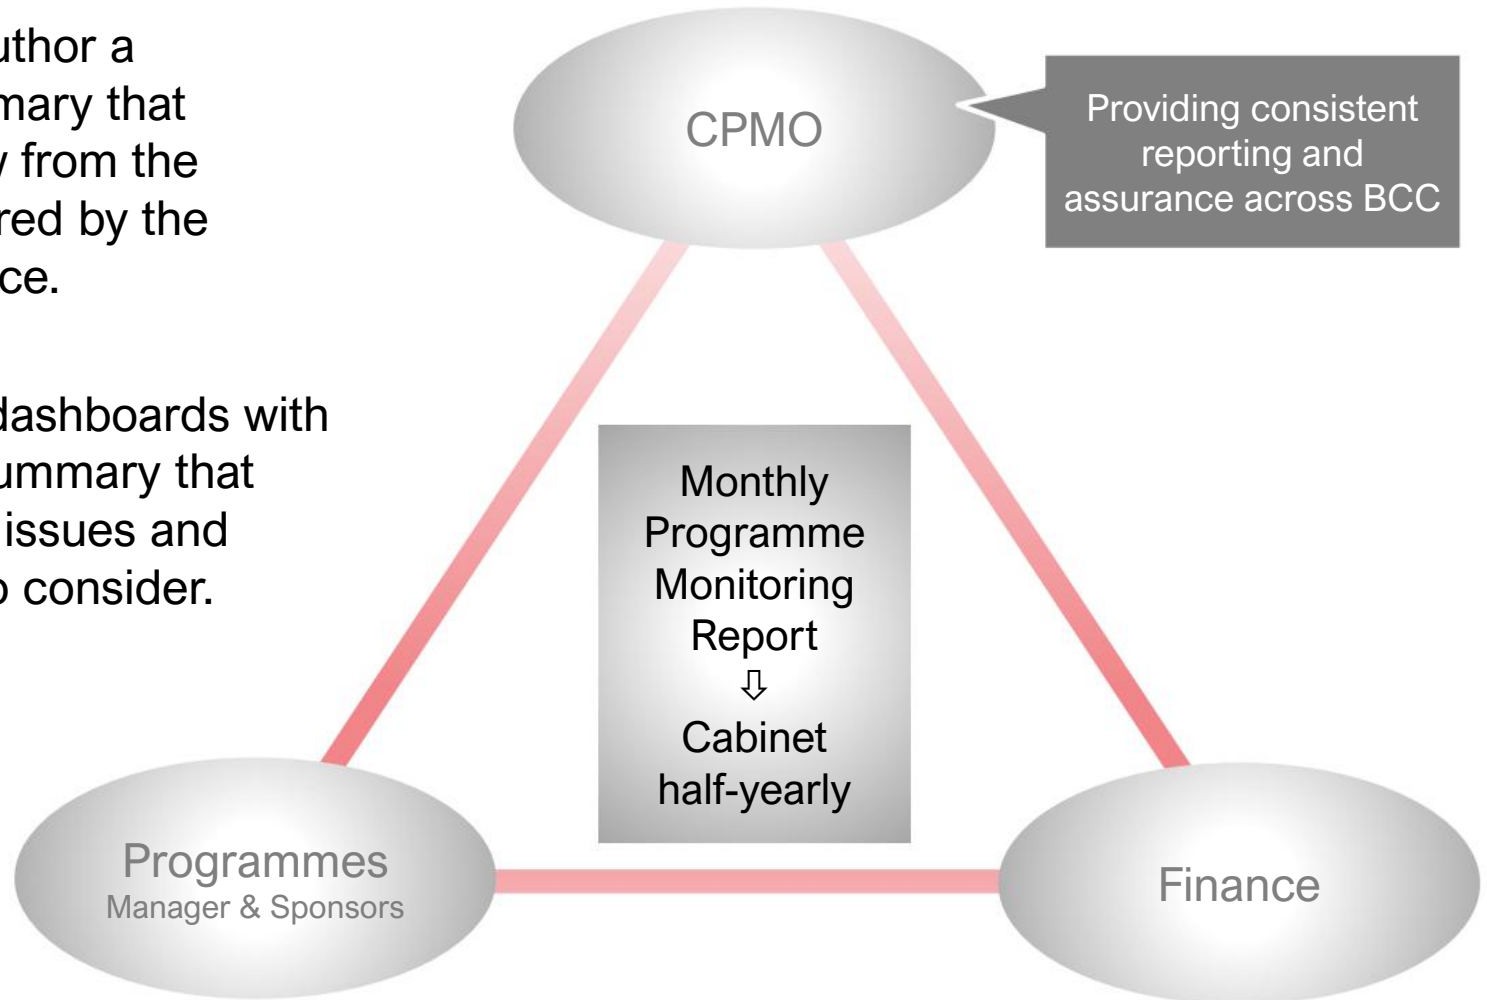 uthor a
mary that
from the
red by the
ce.
dashboards with
ummary that
issues and
consider.
CPMO
Providing consistent
reporting and
assurance across BCC
Monthly
Programme
Monitoring
Report
⇩
Cabinet
half-yearly
Programmes
Manager & Sponsors
Finance